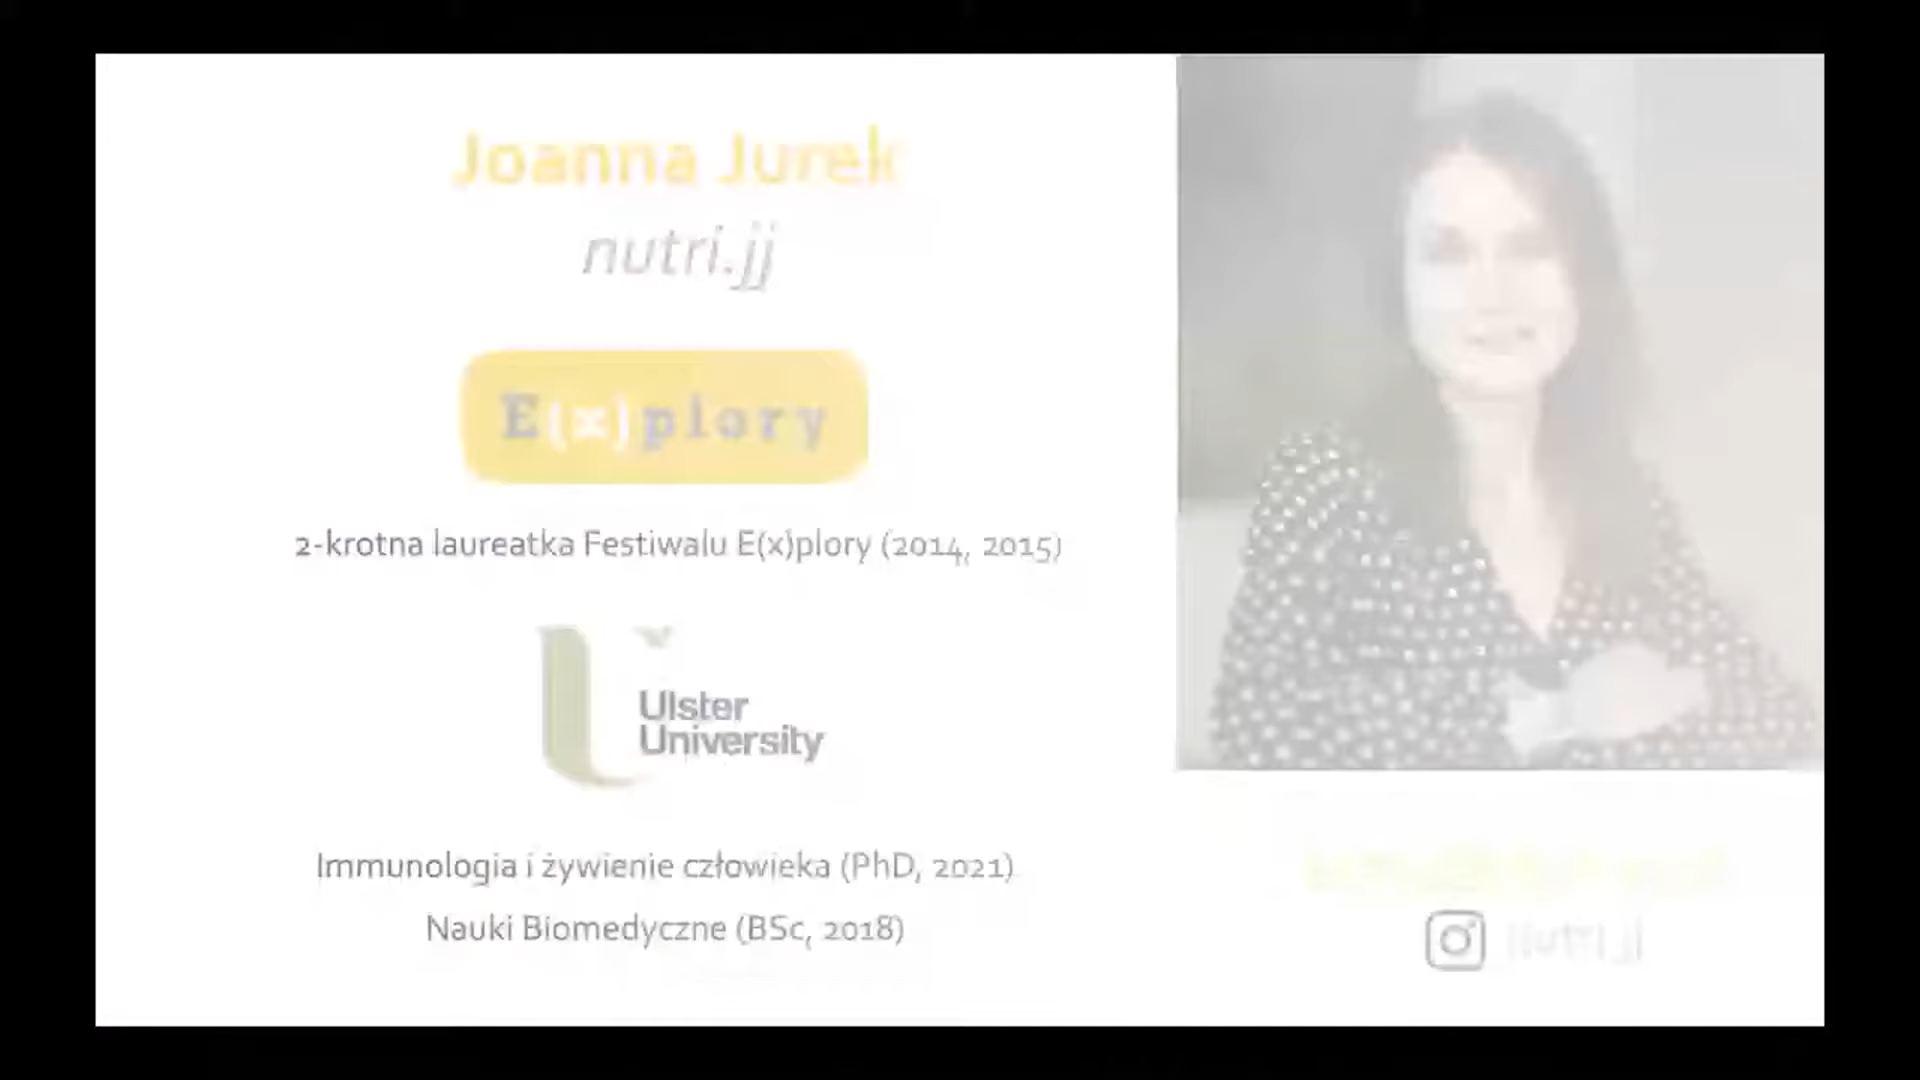 Joanna Jurek
nutri.jj
E(x)plory
2-krotna laureatka Festiwalu E(x)plory (2014, 2015)
Ulster
University
Immunologia i żywienie człowieka (PhD, 2021)
Nauki Biomedyczne (BSc, 2018)